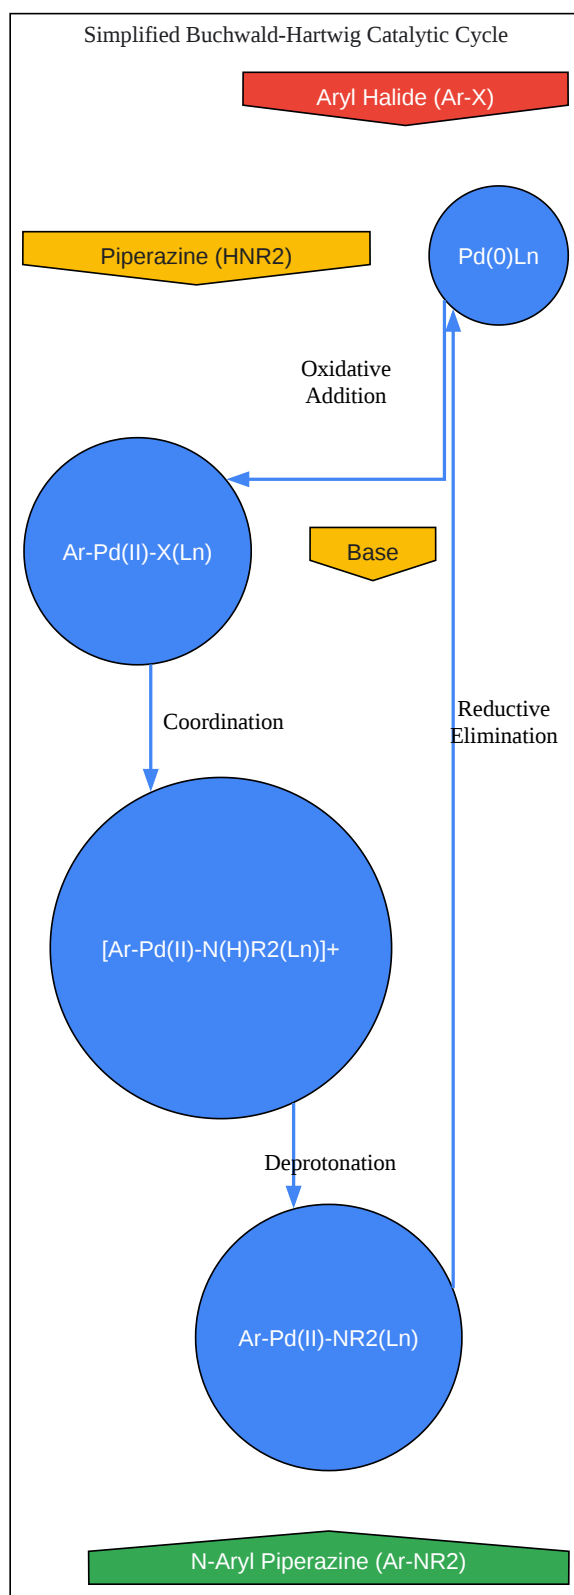 Simplified Buchwald-Hartwig Catalytic Cycle
Aryl Halide (Ar-X)
Piperazine (HNR2)
Pd(0)Ln
Oxidative
Addition
Ar-Pd(II)-X(Ln)
Base
Coordination
Reductive
Elimination
[Ar-Pd(II)-N(H)R2(Ln)]+
Deprotonation
Ar-Pd(II)-NR2(Ln)
N-Aryl Piperazine (Ar-NR2)